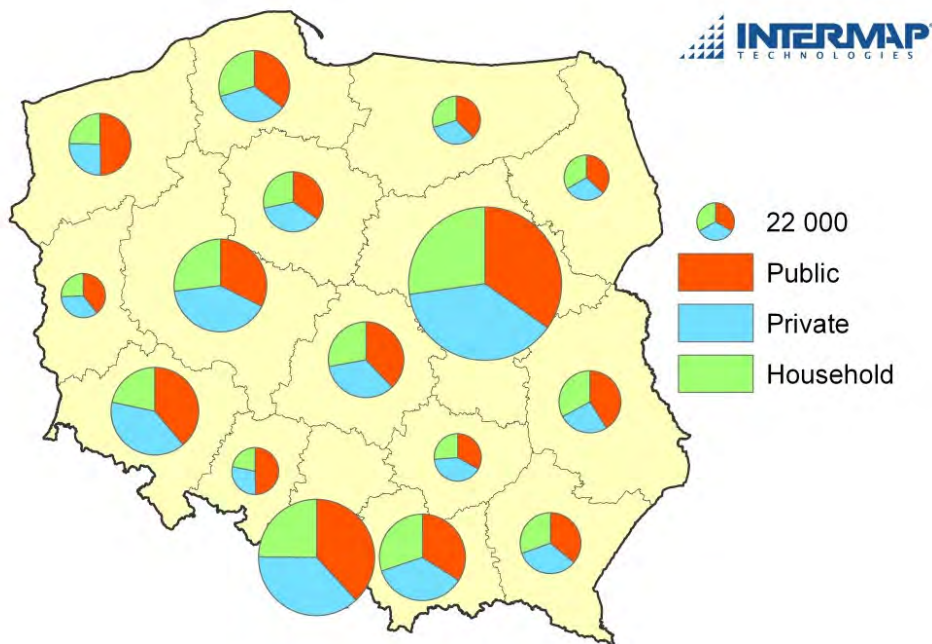 INTERMAP®
TECHNOLOGIES
22 000
Public
Private
Household